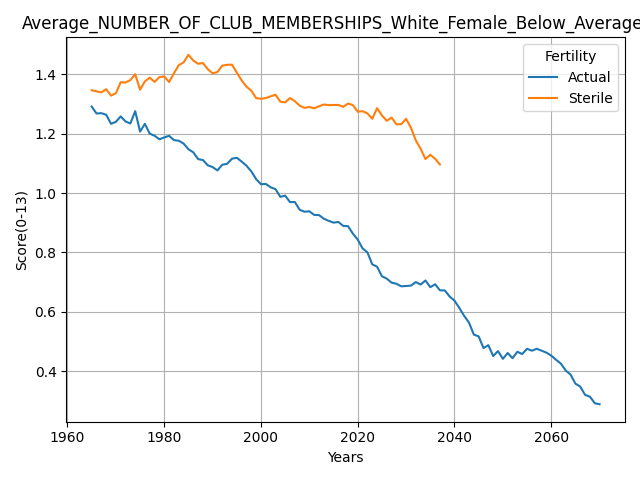 Average_NUMBER_OF_CLUB_MEMBERSHIPS_White_Female_Below_Average
Fertility
Actual
Sterile
1.4
1.2
1.0
0.8
0.6
0.4
Score(0-13)
1960
1980
2000
2020
2040
2060
Years